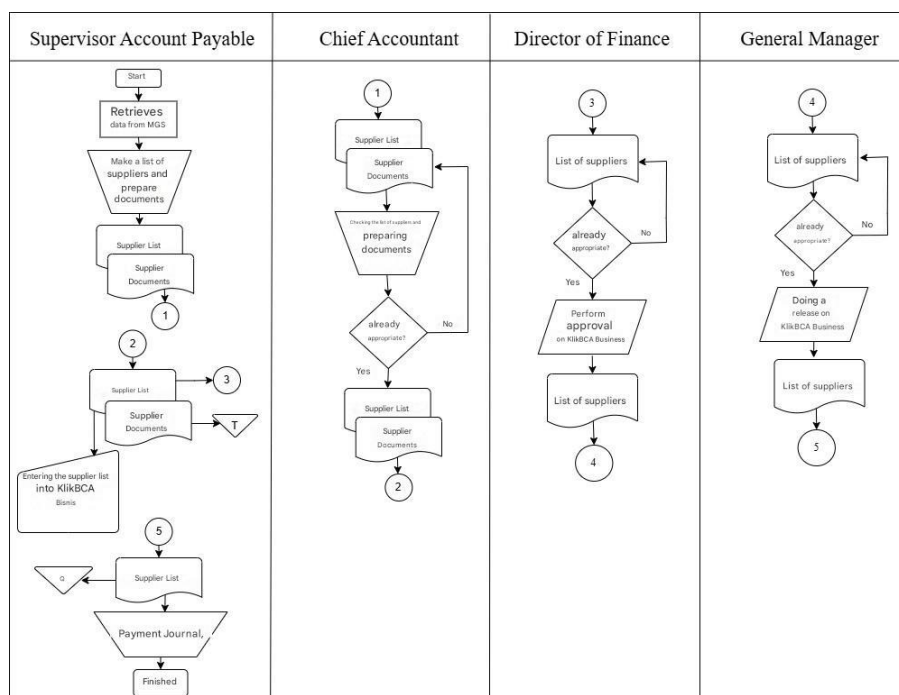 Supervisor Account Payable
Start
Retrieves
data from MGS
Make a list of
suppliers and
prepare
documents
Supplier List
Supplier
Documents
1
2
Supplier List
3
Supplier
Documents
T
Entering the supplier list
into KlikBCA
Bisnis
5
Supplier List
Payment Journal,
Finished
Chief Accountant
1
Supplier List
Supplier
Documents
Checking the list of suppliers and
preparing
documents
already
appropriate?
No
Yes
Supplier List
Supplier
Documents
2
Director of Finance
3
List of suppliers
already
appropriate?
No
Yes
Perform
approval
on KlikBCA Business
List of suppliers
4
General Manager
4
List of suppliers
already
appropriate?
No
Yes
Doing a
release on
KlikBCA Business
List of suppliers
5